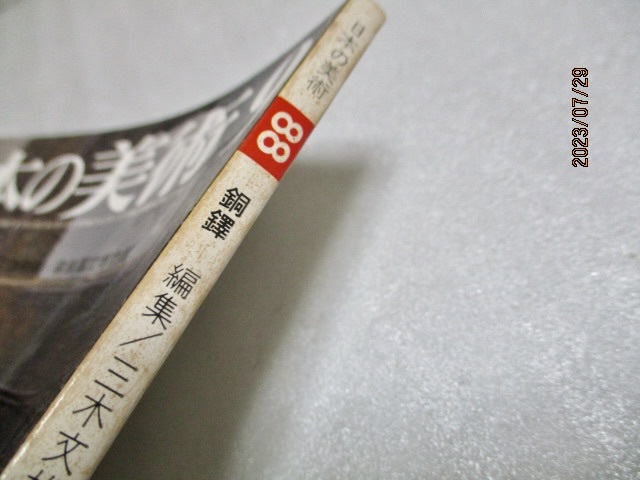 日本の美術
88
銅鐸
編集/三木文
本の美術
2023/07/29